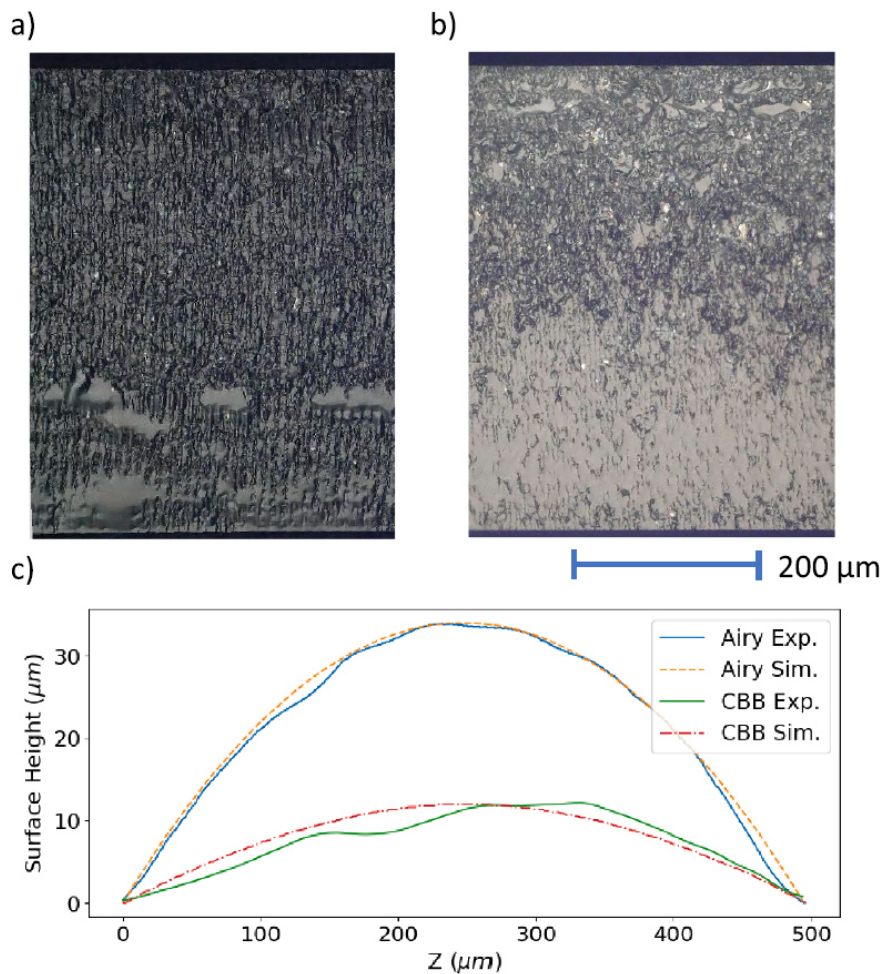 a)
b)
200 μm
c)
Surface Height (μm)
30
20
10
0
Airy Exp.
Airy Sim.
CBB Exp.
CBB Sim.
0
100
200
300
400
500
Z (μm)